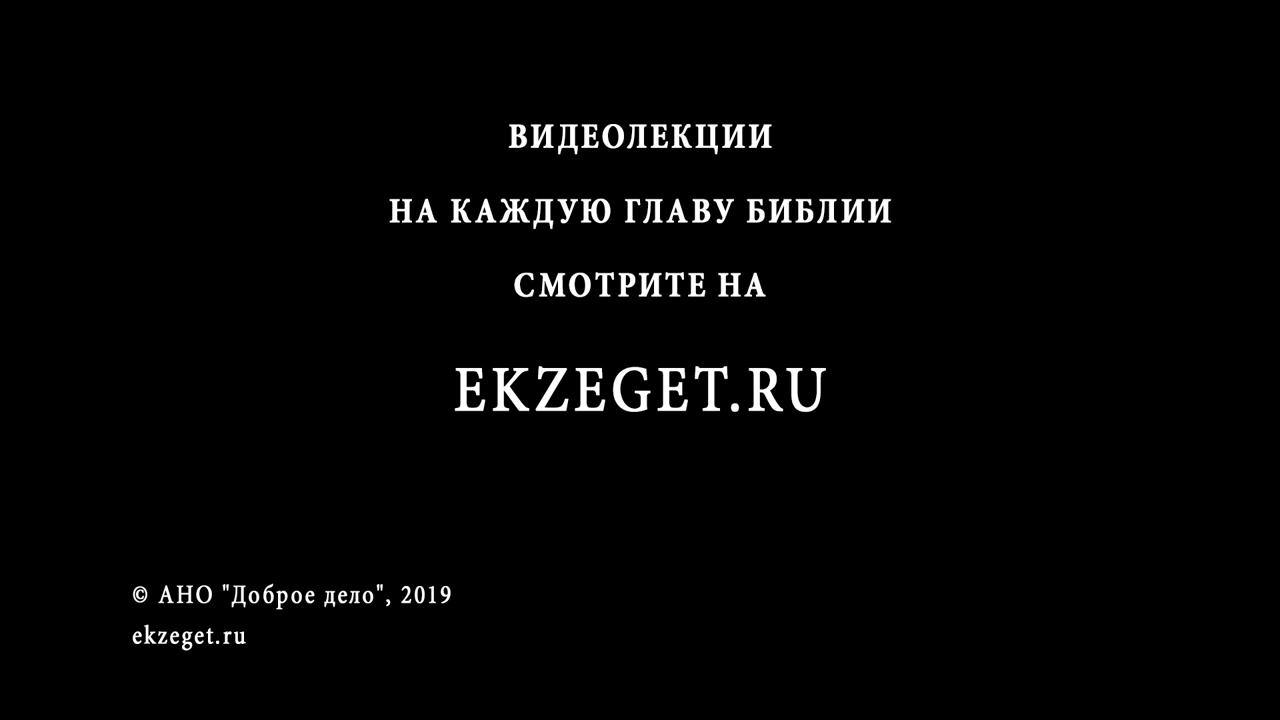 ВИДЕОЛЕКЦИИ
НА КАЖДУЮ ГЛАВУ БИБЛИИ
СМОТРИТЕ НА
EKZEGET.RU
© АНО "Доброе дело", 2019
ekzeget.ru